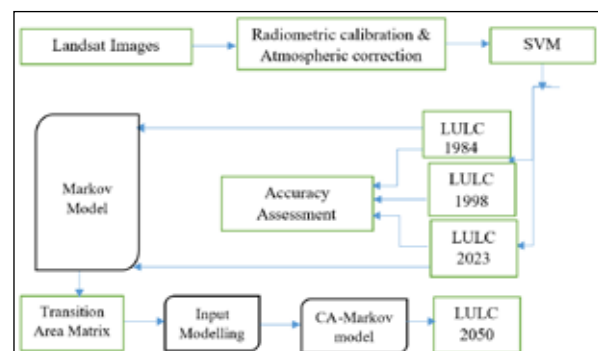 Landsat Images
Radiometric calibration &
Atmospheric correction
SVM
LULC
1984
Markov
Model
Accuracy
Assessment
LULC
1998
LULC
2023
Transition
Area Matrix
Input
Modelling
CA-Markov
model
LULC
2050